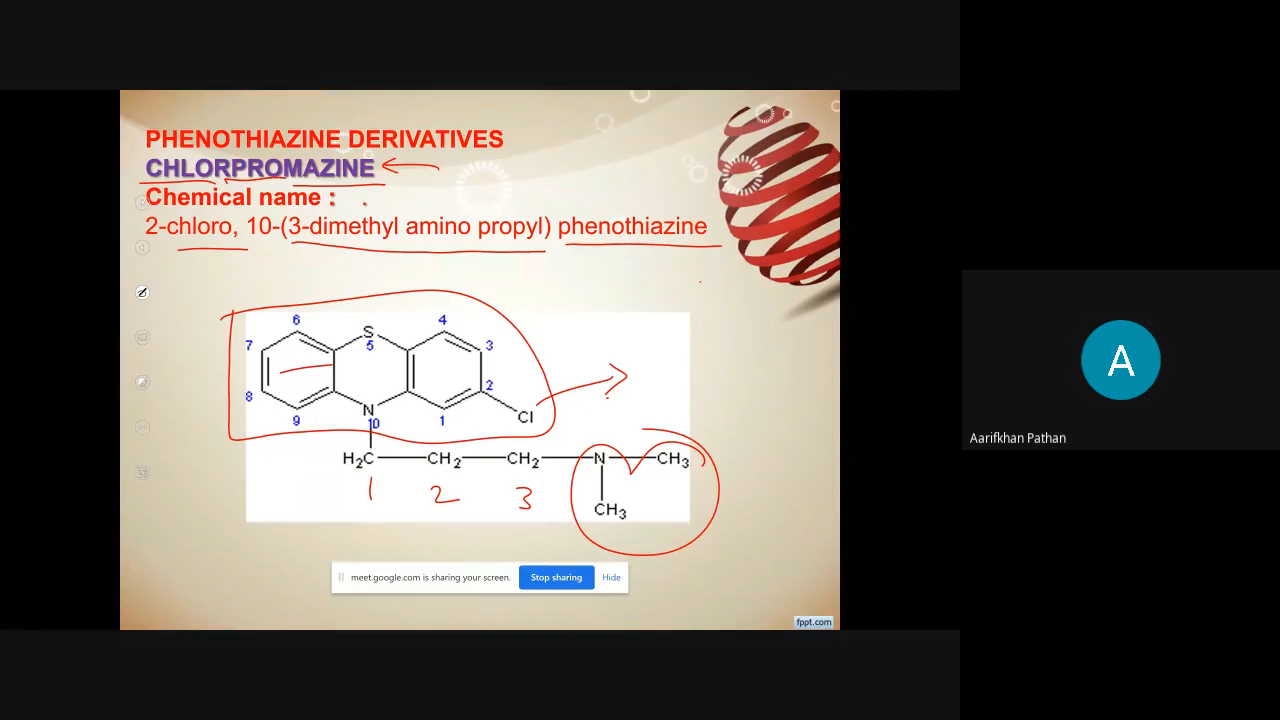 PHENOTHIAZINE DERIVATIVES
CHLORPROMAZINE
Chemical name :
2-chloro, 10-(3-dimethyl amino propyl) phenothiazine
6
4
S
7
5
3
8
2
N
Cl
9
10
1
H₂C
CH₂
CH₂
N
CH₃
1
2
3
CH₃
meet.google.com is sharing your screen.
Stop sharing
Hide
fppt.com
A
Aarifkhan Pathan